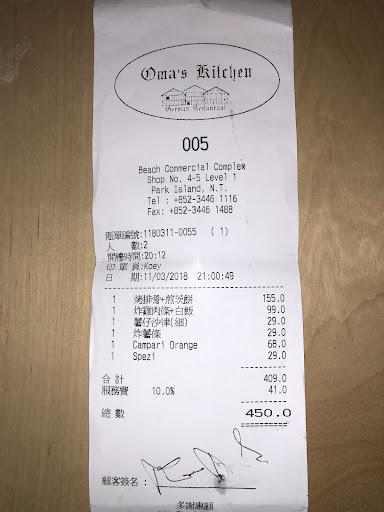 Oma's Kitchen
German Restaurant
005
Beach Commercial Complex
Shop No. 4-5 Level 1
Park Island, N.T.
Tel : +852-3446 1116
Fax: +852-3446 1488
賬單編號:1180311-0055 ( 1)
人 數:2
開檯時間:20:12
印單員:Koey
日 期:11/03/2018 21:00:49
1 烤排骨+煎茨餅 155.0
1 炸雞肉條+白飯 99.0
1 薯仔沙律(細) 29.0
1 炸薯條 29.0
1 Campari Orange 68.0
1 Spezi 29.0
合計 409.0
服務費 10.0% 41.0
總數 450.0
顧客簽名 :
多謝惠顧